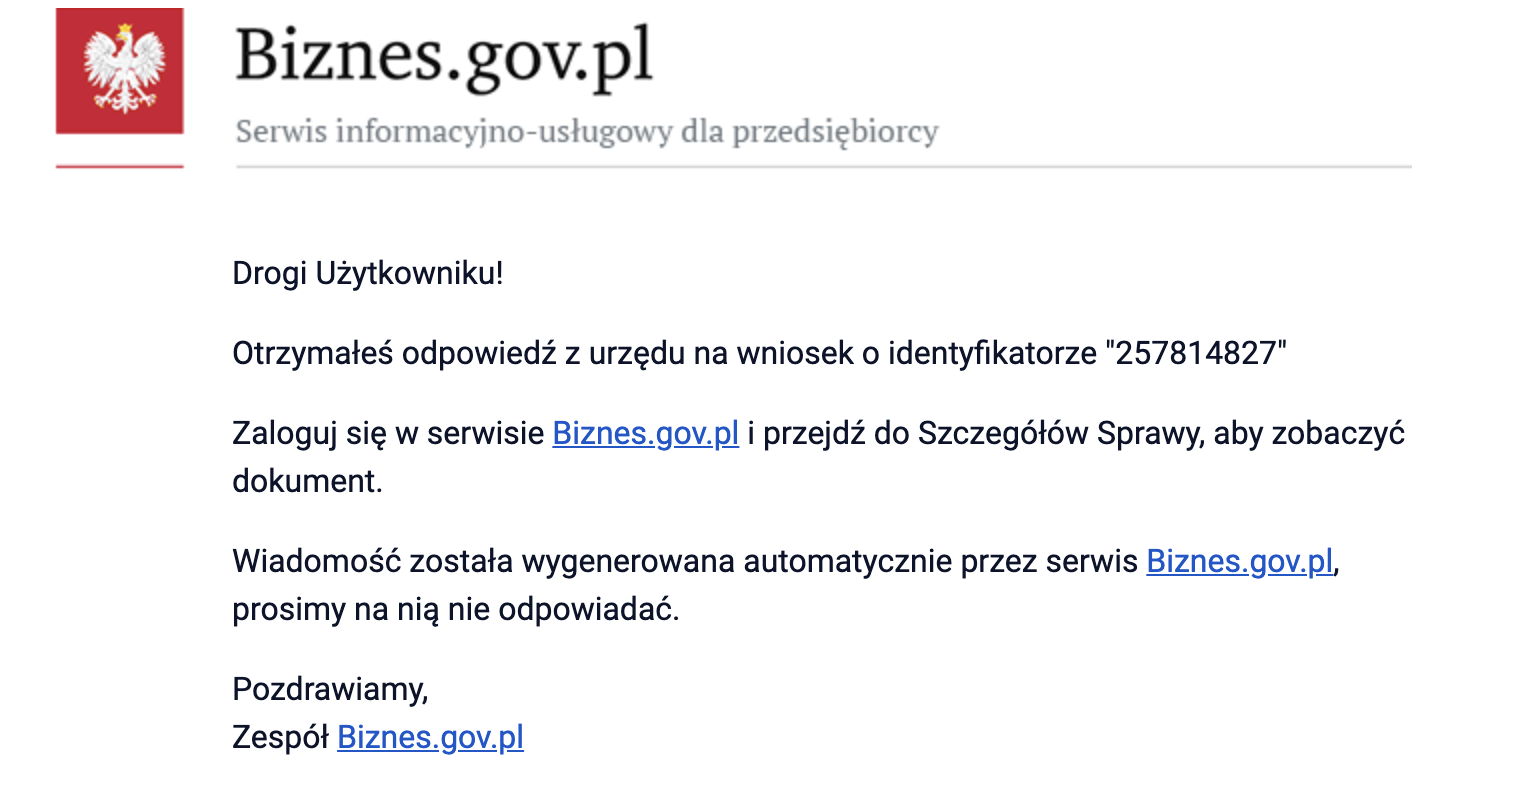 Biznes.gov.pl
Serwis informacyjno-usługowy dla przedsiębiorcy
Drogi Użytkowniku!
Otrzymałeś odpowiedź z urzędu na wniosek o identyfikatorze "257814827"
Zaloguj się w serwisie Biznes.gov.pl i przejdź do Szczegółów Sprawy, aby zobaczyć
dokument.
Wiadomość została wygenerowana automatycznie przez serwis Biznes.gov.pl,
prosimy na nią nie odpowiadać.
Pozdrawiamy,
Zespół Biznes.gov.pl